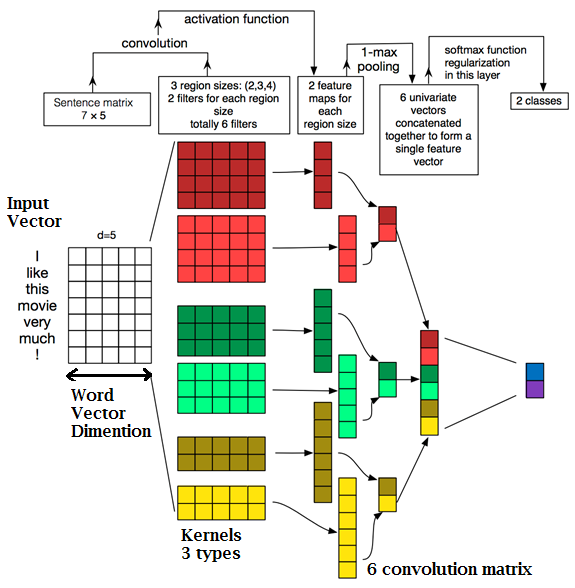 activation function
convolution
1-max
pooling
softmax function
regularization
in this layer
Sentence matrix
7 × 5
3 region sizes: (2,3,4)
2 filters for each region
size
totally 6 filters
2 feature
maps for
each
region size
6 univariate
vectors
concatenated
together to form a
single feature
vector
2 classes
Input
Vector
d=5
I
like
this
movie
very
much
!
Word
Vector
Dimention
Kernels
3 types
6 convolution matrix